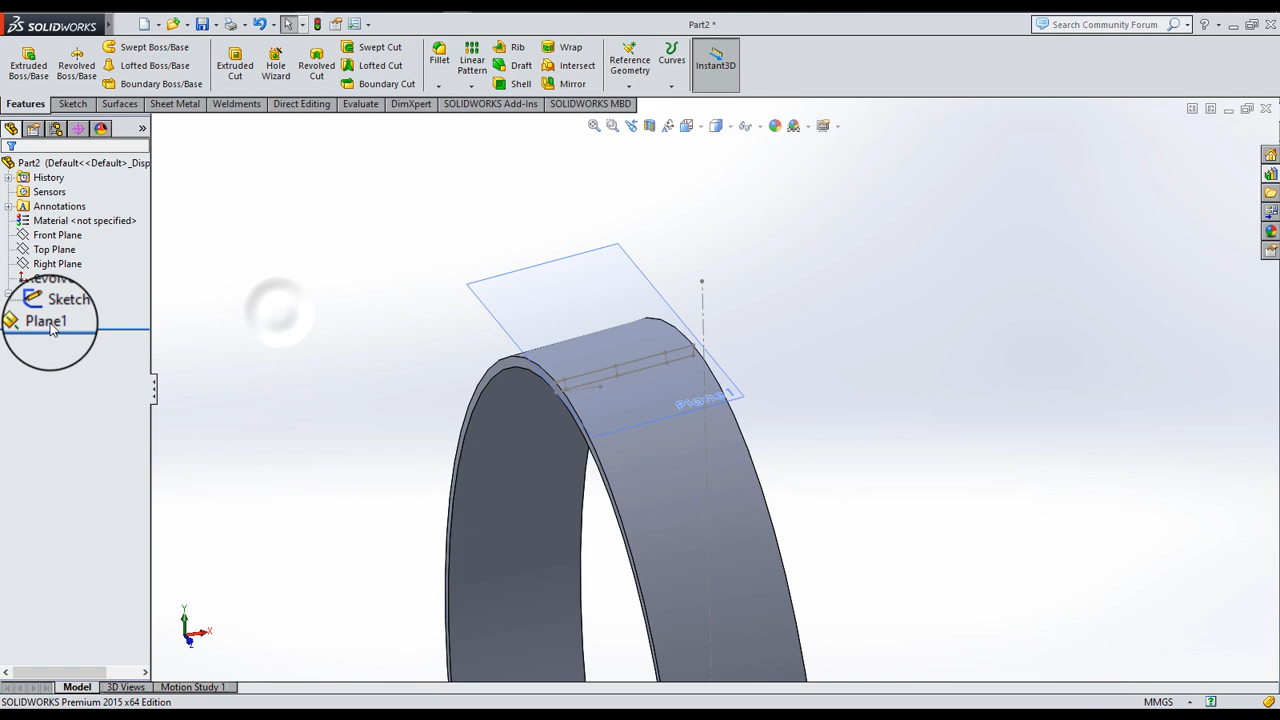 SOLIDWORKS
Part2 *
Search Community Forum
Extruded Boss/Base
Revolved Boss/Base
Swept Boss/Base
Lofted Boss/Base
Boundary Boss/Base
Extruded Cut
Hole Wizard
Revolved Cut
Swept Cut
Lofted Cut
Boundary Cut
Fillet
Linear Pattern
Rib
Draft
Shell
Wrap
Intersect
Mirror
Reference Geometry
Curves
Instant3D
Features
Sketch
Surfaces
Sheet Metal
Weldments
Direct Editing
Evaluate
DimXpert
SOLIDWORKS Add-Ins
SOLIDWORKS MBD
Part2 (Default<<Default>_Disp
History
Sensors
Annotations
Material <not specified>
Front Plane
Top Plane
Right Plane
Sketch
Plane1
Plane1
Y
X
Z
Model
3D Views
Motion Study 1
SOLIDWORKS Premium 2015 x64 Edition
MMGS